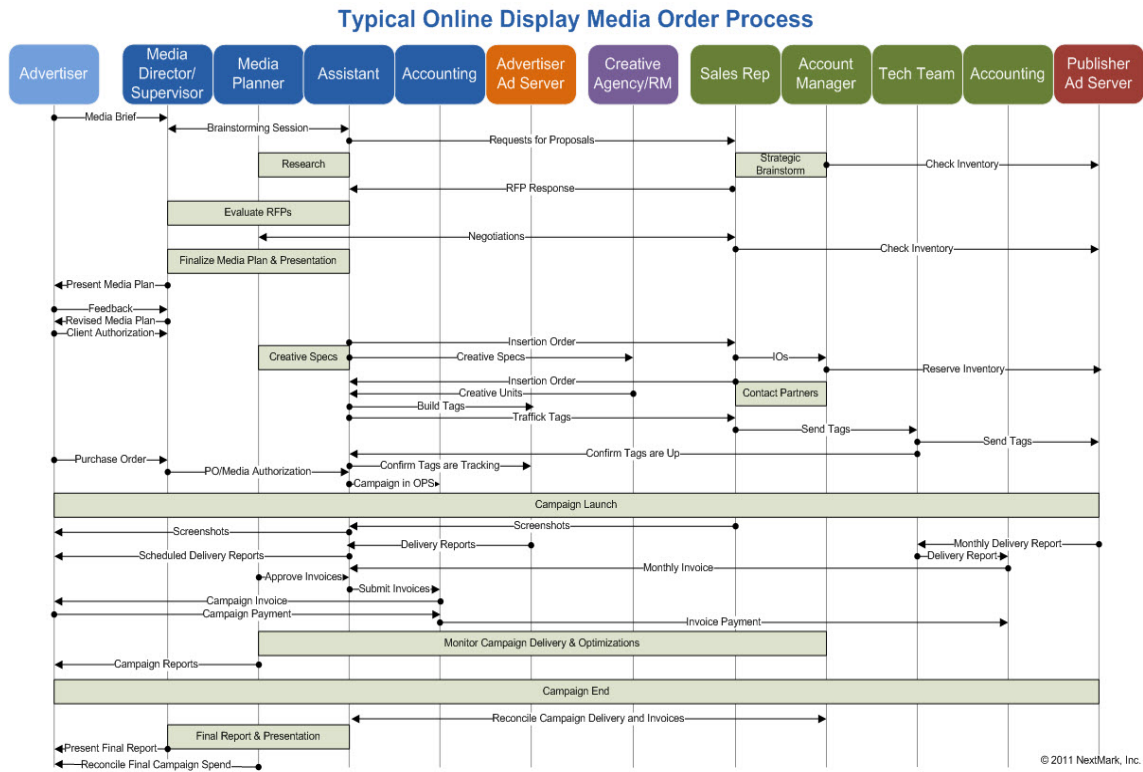 Typical Online Display Media Order Process
Advertiser
Media
Director/
Supervisor
Media
Planner
Assistant
Accounting
Advertiser
Ad Server
Creative
Agency/RM
Sales Rep
Account
Manager
Tech Team
Accounting
Publisher
Ad Server
Media Brief
Brainstorming Session
Requests for Proposals
Research
Strategic
Brainstorm
Check Inventory
RFP Response
Evaluate RFPs
Negotiations
Check Inventory
Finalize Media Plan & Presentation
Present Media Plan
Feedback
Revised Media Plan
Client Authorization
Insertion Order
Creative Specs
Creative Specs
IOs
Reserve Inventory
Insertion Order
Creative Units
Contact Partners
Build Tags
Traffick Tags
Send Tags
Send Tags
Confirm Tags are Up
Purchase Order
Confirm Tags are Tracking
PO/Media Authorization
Campaign in OPS
Campaign Launch
Screenshots
Screenshots
Delivery Reports
Monthly Delivery Report
Scheduled Delivery Reports
Delivery Report
Monthly Invoice
Approve Invoices
Submit Invoices
Campaign Invoice
Campaign Payment
Invoice Payment
Monitor Campaign Delivery & Optimizations
Campaign Reports
Campaign End
Reconcile Campaign Delivery and Invoices
Final Report & Presentation
Present Final Report
Reconcile Final Campaign Spend
© 2011 NextMark, Inc.